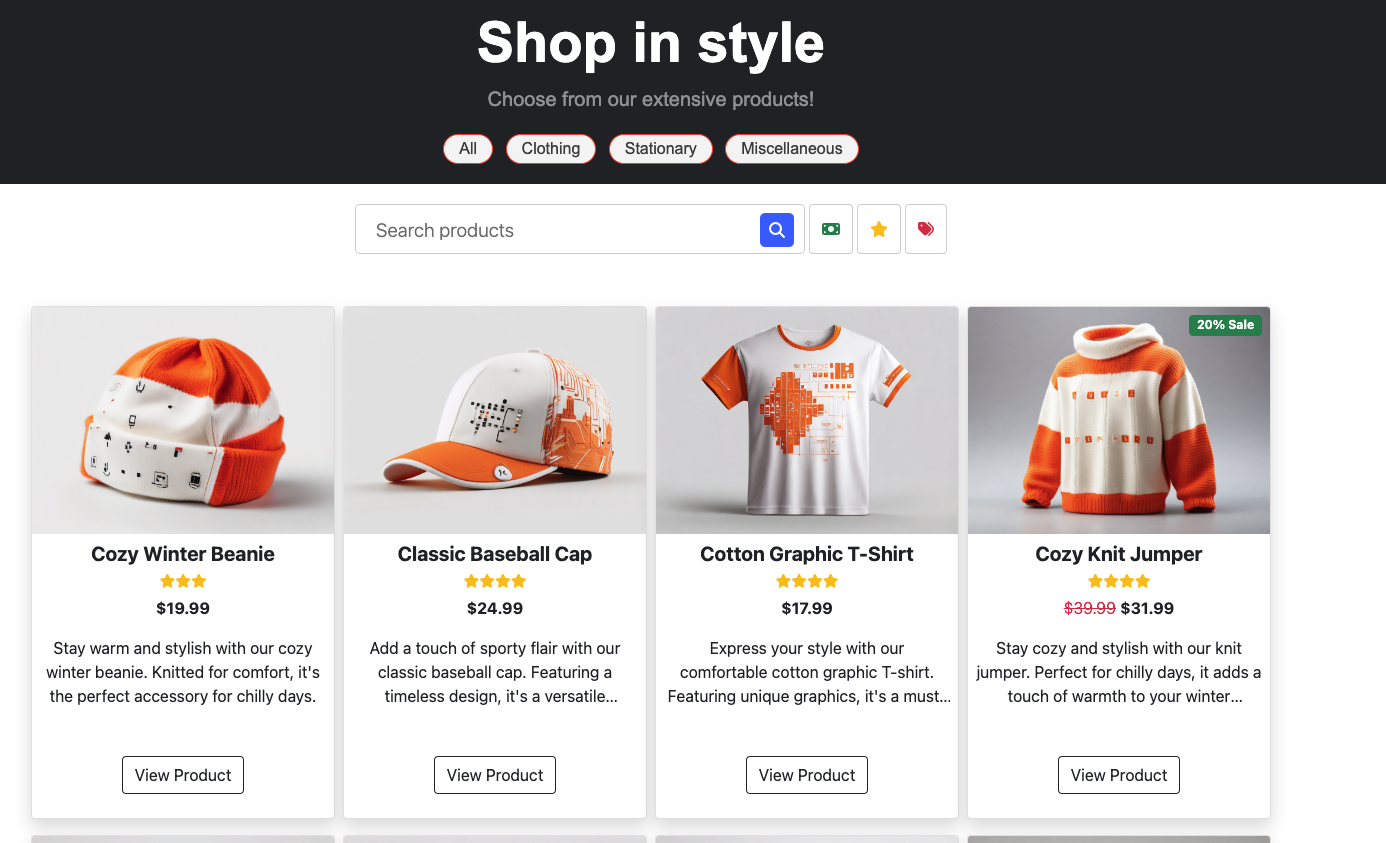 Shop in style
Choose from our extensive products!
All Clothing Stationary Miscellaneous
Search products
20% Sale
Cozy Winter Beanie
$19.99
Stay warm and stylish with our cozy
winter beanie. Knitted for comfort, it's
the perfect accessory for chilly days.
View Product
Classic Baseball Cap
$24.99
Add a touch of sporty flair with our
classic baseball cap. Featuring a
timeless design, it's a versatile...
View Product
Cotton Graphic T-Shirt
$17.99
Express your style with our
comfortable cotton graphic T-shirt.
Featuring unique graphics, it's a must...
View Product
Cozy Knit Jumper
$39.99 $31.99
Stay cozy and stylish with our knit
jumper. Perfect for chilly days, it adds a
touch of warmth to your winter...
View Product